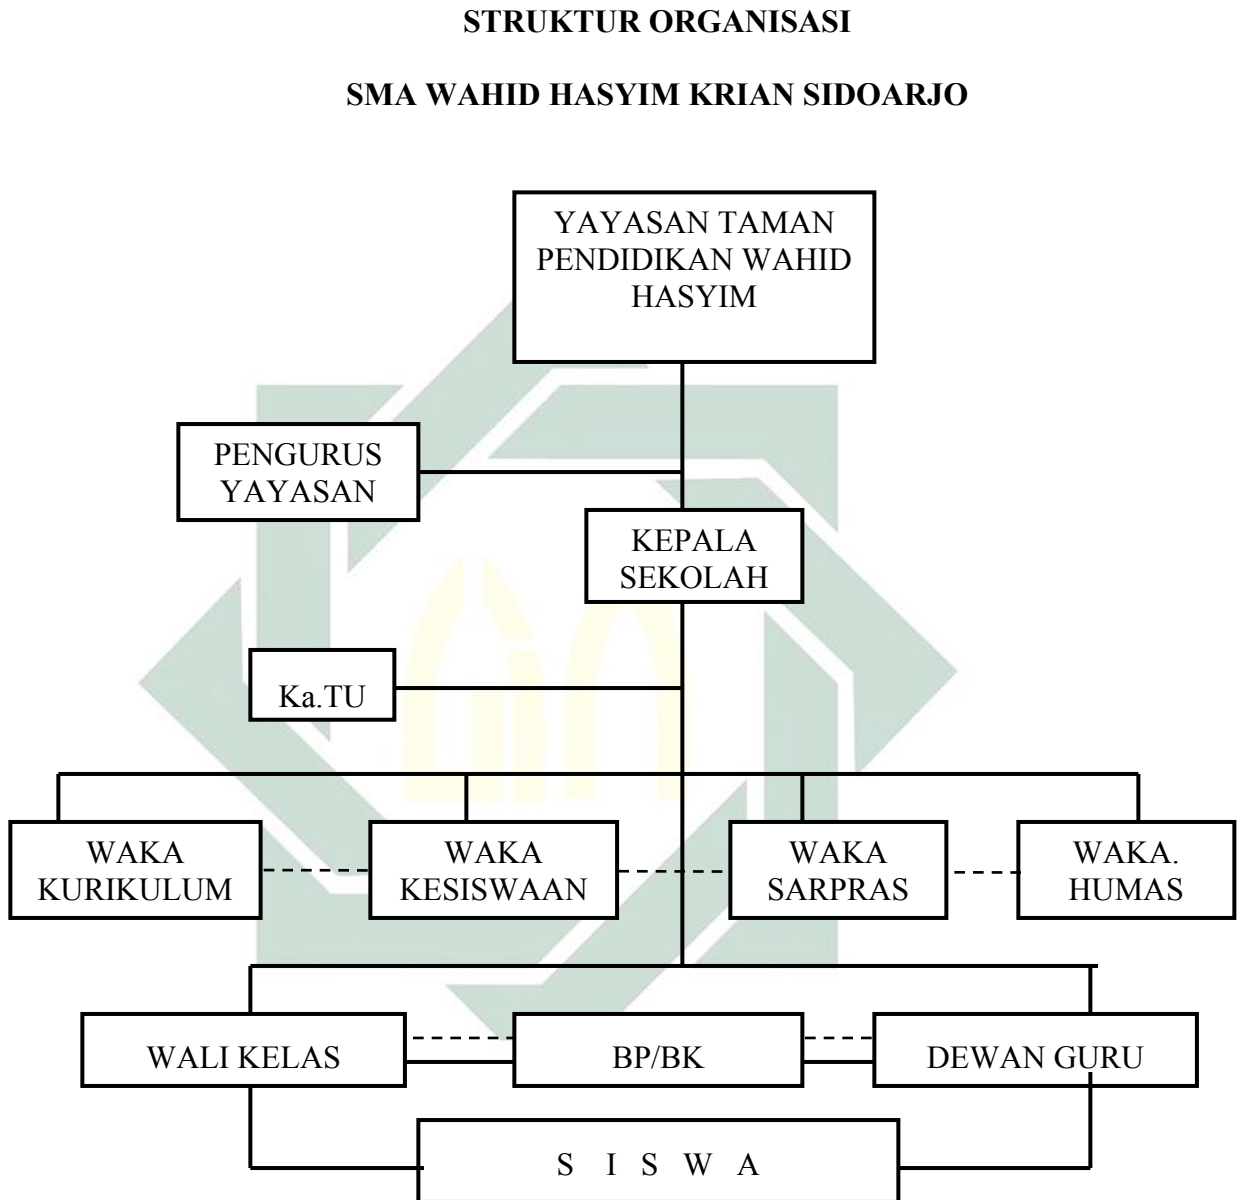 STRUKTUR ORGANISASI
SMA WAHID HASYIM KRIAN SIDOARJO
YAYASAN TAMAN
PENDIDIKAN WAHID
HASYIM
PENGURUS
YAYASAN
KEPALA
SEKOLAH
Ka.TU
WAKA
KURIKULUM
WAKA
KESISWAAN
WAKA
SARPRAS
WAKA.
HUMAS
WALI KELAS
BP/BK
DEWAN GURU
S I S W A